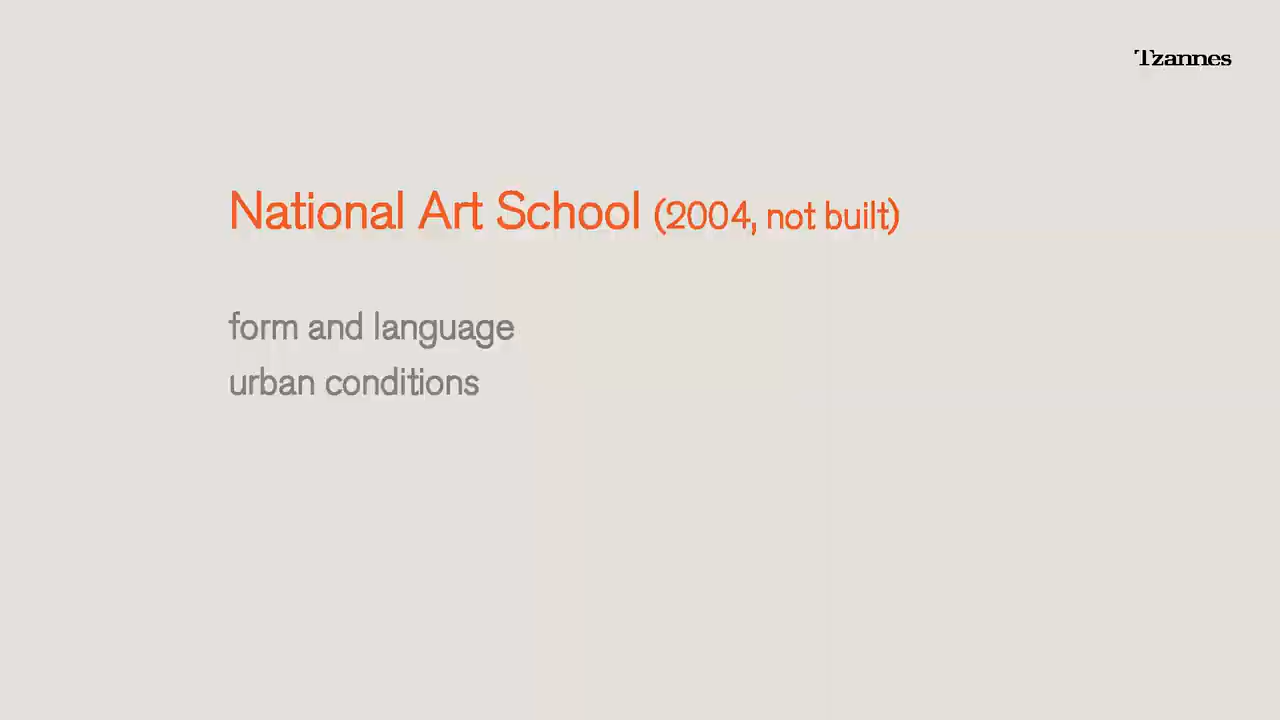 Tzannes
National Art School (2004, not built)
form and language
urban conditions